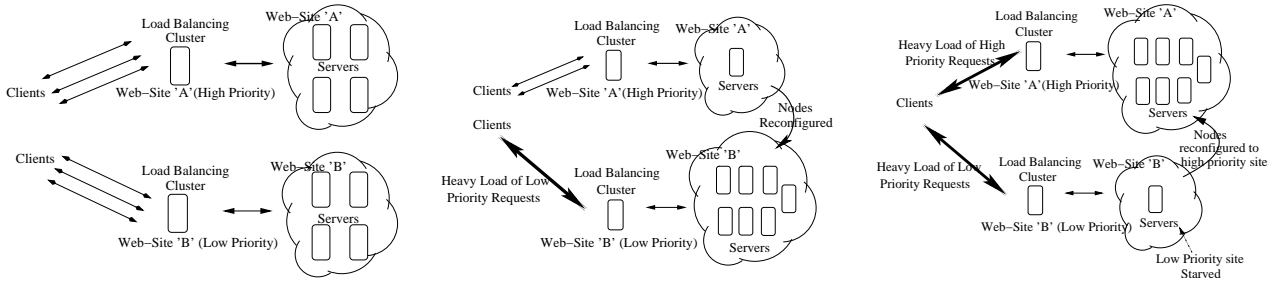 Web-Site 'A'
Load Balancing
Cluster
Servers
Clients
Web-Site 'A'(High Priority)
Clients
Web-Site 'B'
Load Balancing
Cluster
Servers
Web-Site 'B' (Low Priority)
Load Balancing
Cluster
Web-Site 'A'
Clients
Servers
Web-Site 'A'(High Priority)
Nodes
Reconfigured
Clients
Web-Site 'B'
Load Balancing
Cluster
Heavy Load of Low
Priority Requests
Web-Site 'B' (Low Priority)
Servers
Web-Site 'A'
Load Balancing
Cluster
Heavy Load of High
Priority Requests
Web-Site 'A'(High Priority)
Clients
Servers
Nodes
reconfigured to
high priority site
Load Balancing
Cluster
Web-Site 'B'
Heavy Load of Low
Priority Requests
Web-Site 'B' (Low Priority)
Servers
Low Priority site
Starved